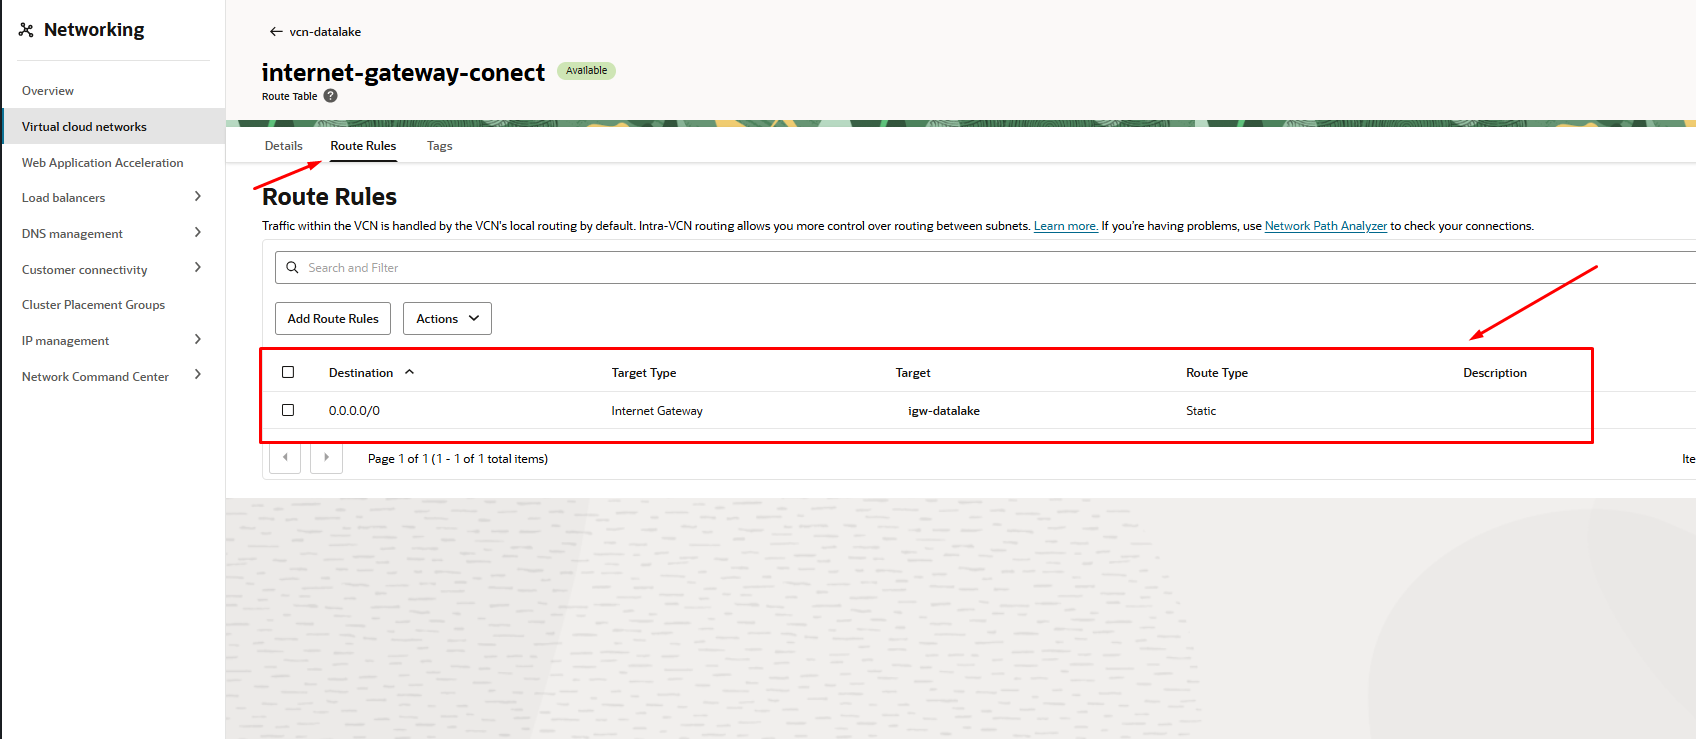 Networking
Overview
Virtual cloud networks
Web Application Acceleration
Load balancers
DNS management
Customer connectivity
Cluster Placement Groups
IP management
Network Command Center
vcn-datalake
internet-gateway-conect Available
Route Table ?
Details Route Rules Tags
Route Rules
Traffic within the VCN is handled by the VCN's local routing by default. Intra-VCN routing allows you more control over routing between subnets. Learn more. If you're having problems, use Network Path Analyzer to check your connections.
Search and Filter
Add Route Rules Actions
Destination Target Type Target Route Type Description
0.0.0.0/0 Internet Gateway igw-datalake Static
Page 1 of 1 (1 - 1 of 1 total items) Ite